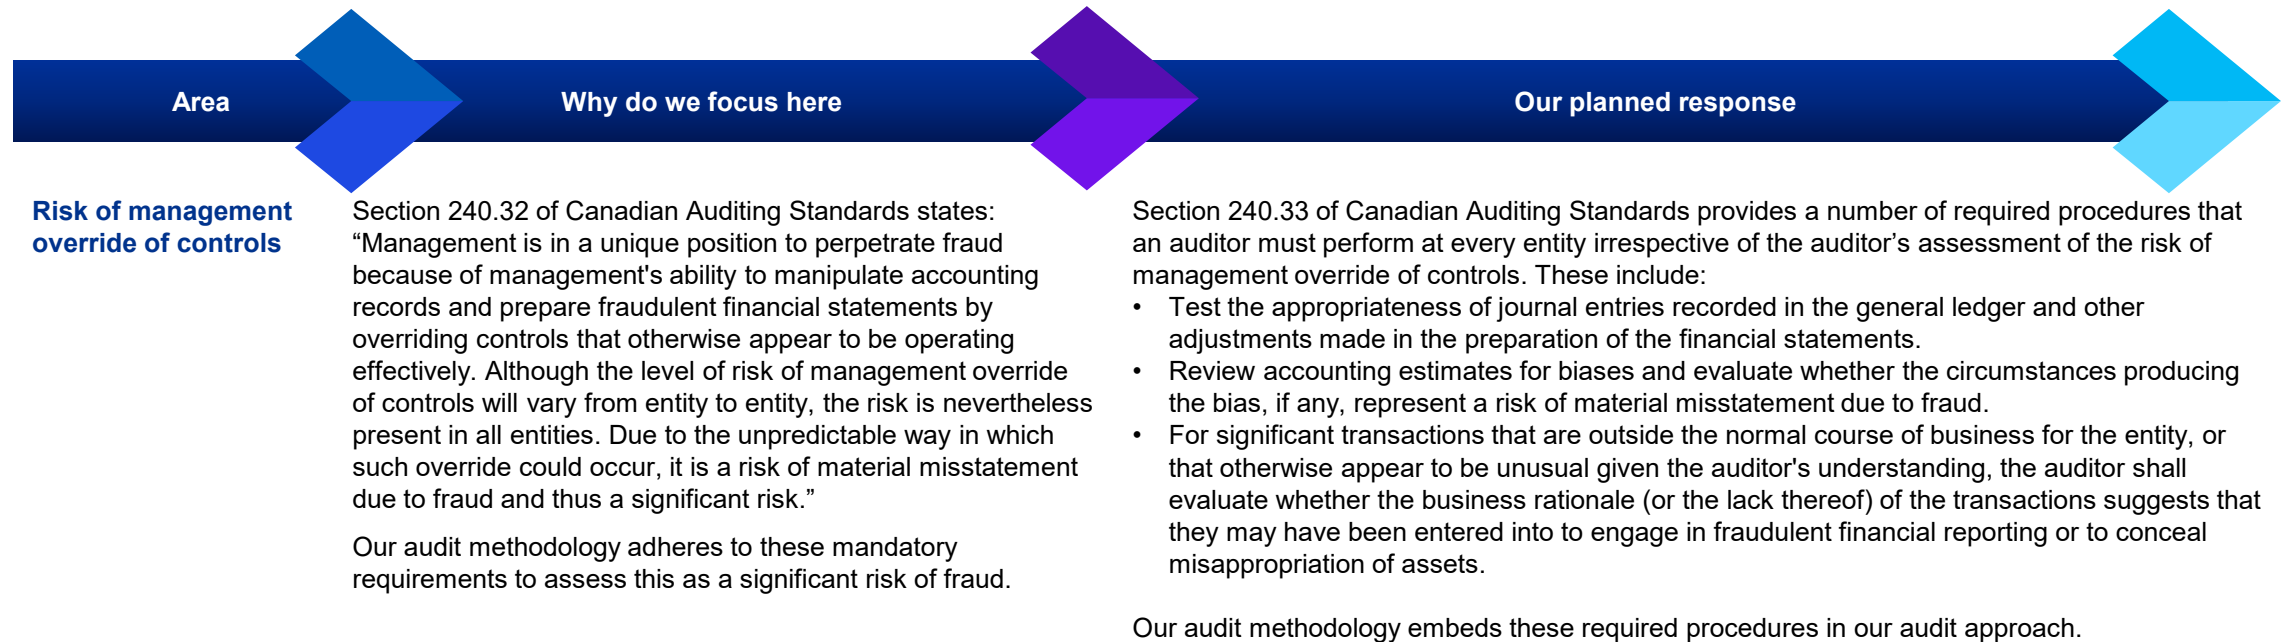 Area
Why do we focus here
Our planned response
Risk of management
override of controls
Section 240.32 of Canadian Auditing Standards states:
“Management is in a unique position to perpetrate fraud
because of management's ability to manipulate accounting
records and prepare fraudulent financial statements by
overriding controls that otherwise appear to be operating
effectively. Although the level of risk of management override
of controls will vary from entity to entity, the risk is nevertheless
present in all entities. Due to the unpredictable way in which
such override could occur, it is a risk of material misstatement
due to fraud and thus a significant risk.”
Our audit methodology adheres to these mandatory
requirements to assess this as a significant risk of fraud.
Section 240.33 of Canadian Auditing Standards provides a number of required procedures that
an auditor must perform at every entity irrespective of the auditor’s assessment of the risk of
management override of controls. These include:
• Test the appropriateness of journal entries recorded in the general ledger and other
adjustments made in the preparation of the financial statements.
• Review accounting estimates for biases and evaluate whether the circumstances producing
the bias, if any, represent a risk of material misstatement due to fraud.
• For significant transactions that are outside the normal course of business for the entity, or
that otherwise appear to be unusual given the auditor's understanding, the auditor shall
evaluate whether the business rationale (or the lack thereof) of the transactions suggests that
they may have been entered into to engage in fraudulent financial reporting or to conceal
misappropriation of assets.
Our audit methodology embeds these required procedures in our audit approach.